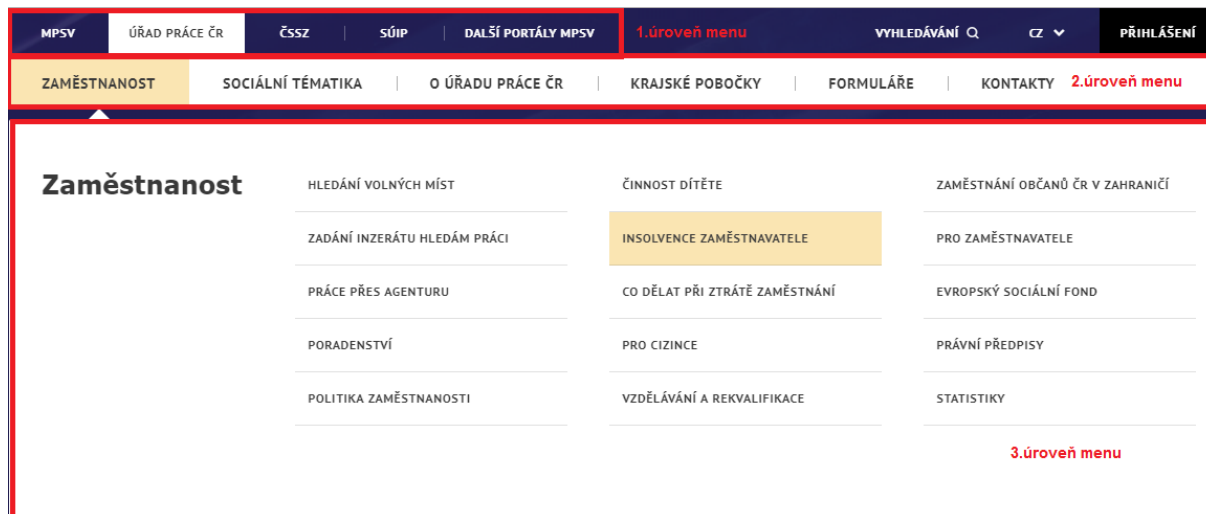 MPSV ÚŘAD PRÁCE ČR ČSSZ SÚIP DALŠÍ PORTÁLY MPSV 1.úroveň menu VYHLEDÁVÁNÍ CZ PŘIHLÁŠENÍ
ZAMĚSTNANOST SOCIÁLNÍ TÉMATIKA O ÚŘADU PRÁCE ČR KRAJSKÉ POBOČKY FORMULÁŘE KONTAKTY 2.úroveň menu
Zaměstnanost HLEDÁNÍ VOLNÝCH MÍST ČINNOST DÍTĚTE ZAMĚSTNÁNÍ OBČANŮ ČR V ZAHRANIČÍ
ZADÁNÍ INZERÁTU HLEDÁM PRÁCI INSOLVENCE ZAMĚSTNAVATELE PRO ZAMĚSTNAVATELE
PRÁCE PŘES AGENTURU CO DĚLAT PŘI ZTRÁTĚ ZAMĚSTNÁNÍ EVROPSKÝ SOCIÁLNÍ FOND
PORADENSTVÍ PRO CIZINCE PRÁVNÍ PŘEDPISY
POLITIKA ZAMĚSTNANOSTI VZDĚLÁVÁNÍ A REKVALIFIKACE STATISTIKY
3.úroveň menu